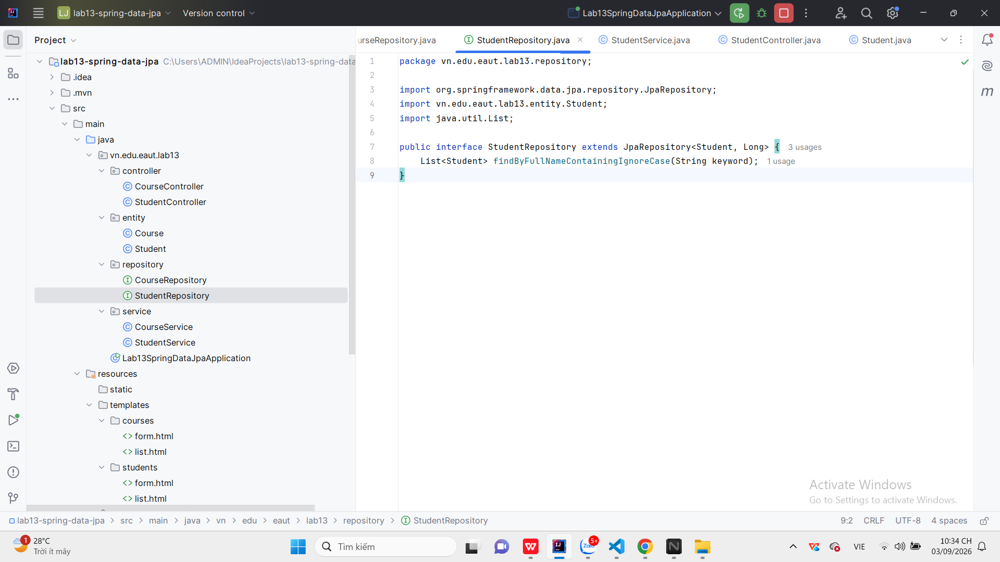 LJ lab13-spring-data-jpa Version control Lab13SpringDataJpaApplication
Project
urseRepository.java StudentRepository.java StudentService.java StudentController.java Student.java
lab13-spring-data-jpa C:\Users\ADMIN\IdeaProjects\lab13-spring-data
.idea
.mvn
src
main
java
vn.edu.eaut.lab13
controller
CourseController
StudentController
entity
Course
Student
repository
CourseRepository
StudentRepository
service
CourseService
StudentService
Lab13SpringDataJpaApplication
resources
static
templates
courses
form.html
list.html
students
form.html
list.html
1 package vn.edu.eaut.lab13.repository;
2
3 import org.springframework.data.jpa.repository.JpaRepository;
4 import vn.edu.eaut.lab13.entity.Student;
5 import java.util.List;
6
7 public interface StudentRepository extends JpaRepository<Student, Long> { 3 usages
8 List<Student> findByFullNameContainingIgnoreCase(String keyword); 1 usage
9 }
Activate Windows
Go to Settings to activate Windows.
lab13-spring-data-jpa > src > main > java > vn > edu > eaut > lab13 > repository > StudentRepository 9:2 CRLF UTF-8 4 spaces
1 28°C
Trời ít mây
Tìm kiếm
Zalo 5+
VIE
10:34 CH
03/09/2026